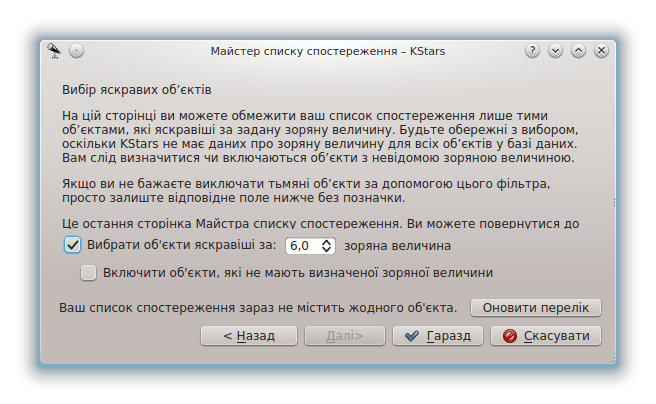 Майстер списку спостереження – KStars
Вибір яскравих об’єктів
На цій сторінці ви можете обмежити ваш список спостереження лише тими
об’єктами, які яскравіші за задану зоряну величину. Будьте обережні з вибором,
оскільки KStars не має даних про зоряну величину для всіх об’єктів у базі даних.
Вам слід визначитися чи включаються об’єкти з невідомою зоряною величиною.
Якщо ви не бажаєте виключати тьмяні об’єкти за допомогою цього фільтра,
просто залиште відповідне поле нижче без позначки.
Це остання сторінка Майстра списку спостереження. Ви можете повернутися до
Вибрати об'єкти яскравіші за: 6,0 зоряна величина
Включити об'єкти, які не мають визначеної зоряної величини
Ваш список спостереження зараз не містить жодного об'єкта. Оновити перелік
< Назад Далі> Гаразд Скасувати